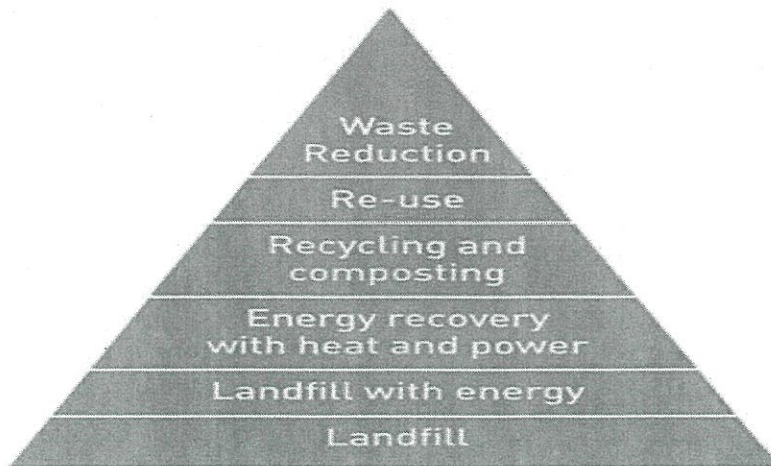 Waste
Reduction
Re-use
Recycling and
composting
Energy recovery
with heat and power
Landfill with energy
Landfill